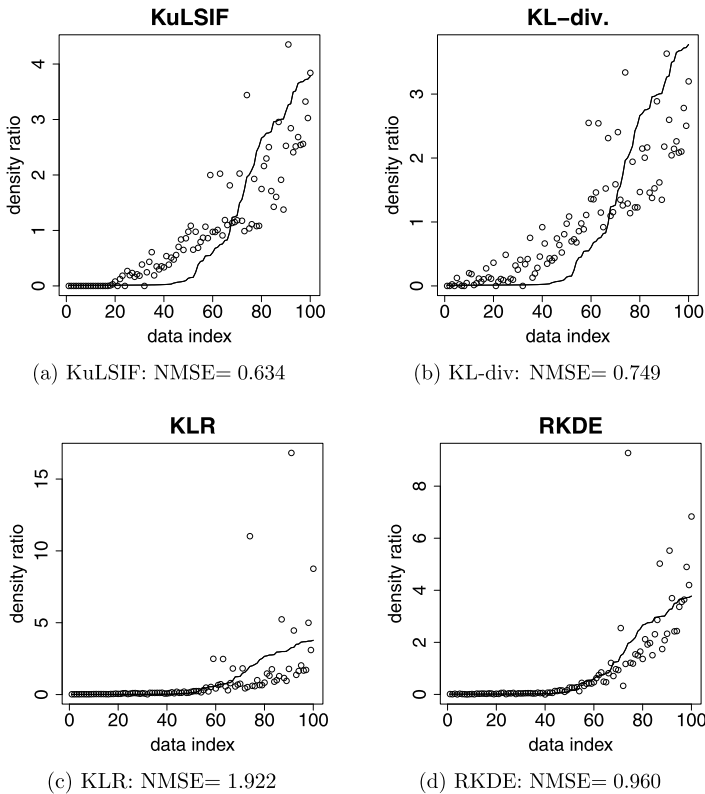 KuLSIF
KL−div.
density ratio
0 1 2 3 4
density ratio
0 1 2 3
0 20 40 60 80 100
0 20 40 60 80 100
data index
data index
(a) KuLSIF: NMSE= 0.634
(b) KL-div: NMSE= 0.749
KLR
RKDE
density ratio
0 5 10 15
density ratio
0 2 4 6 8
0 20 40 60 80 100
0 20 40 60 80 100
data index
data index
(c) KLR: NMSE= 1.922
(d) RKDE: NMSE= 0.960